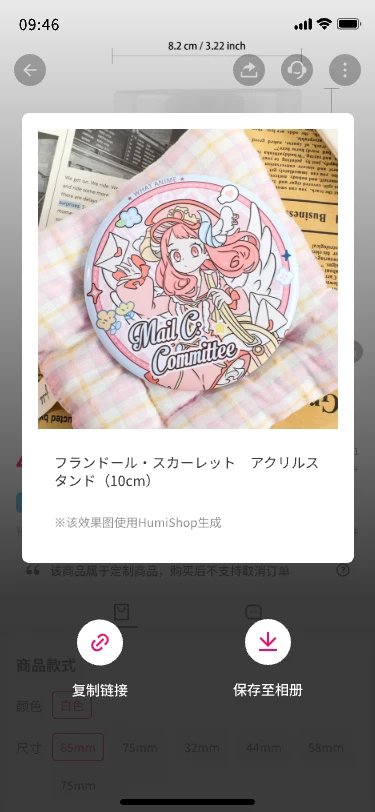 09:46
8.2 cm / 3.22 inch
WHAT ANIME
Mail C:
Committee
フランドール・スカーレット　アクリルス
タンド（10cm）
※该效果图使用HumiShop生成
该商品属于定制商品，购买后不支持取消订单
复制链接
保存至相册
商品款式
颜色
白色
尺寸
65mm
75mm
32mm
44mm
58mm
75mm